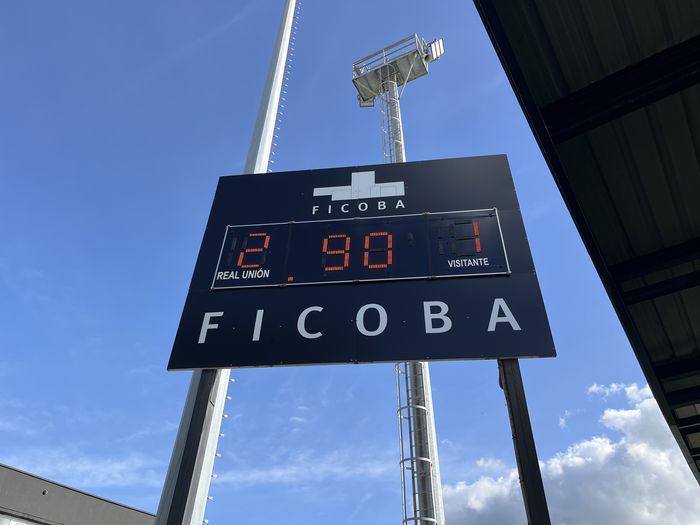 FICOBA
2 90 1
REAL UNIÓN VISITANTE
FICOBA